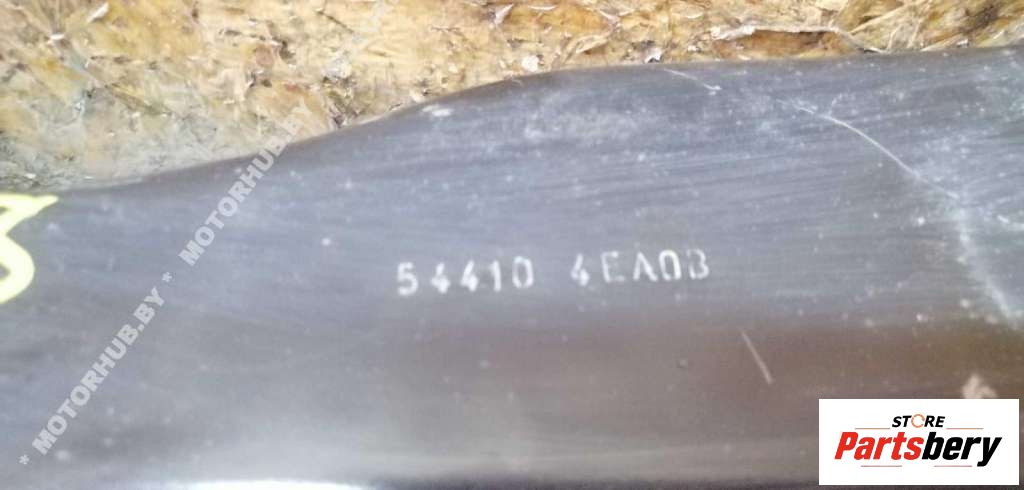 54410 4EA0B
* MOTORHUB.BY * MOTORHUB.BY
STORE
Partsbery